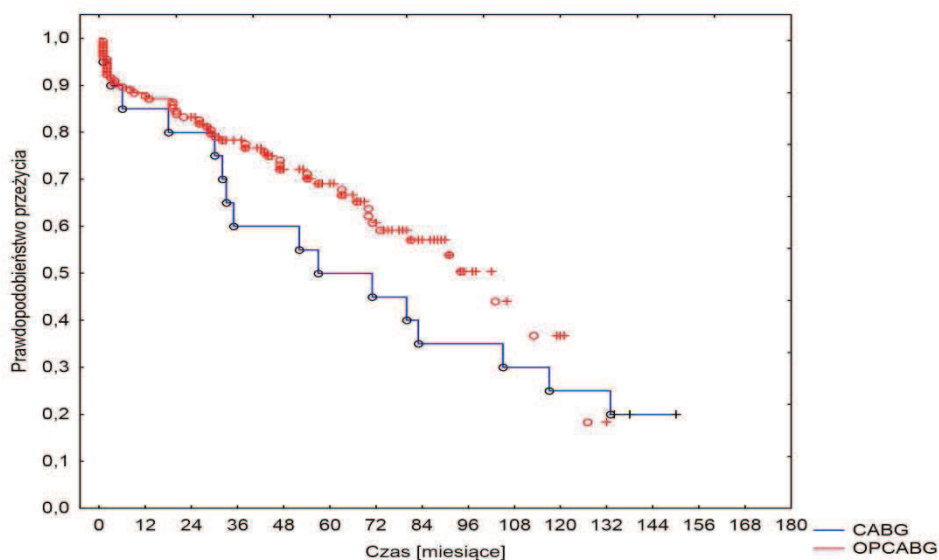 Prawdopodobieństwo przeżycia
1,0
0,9
0,8
0,7
0,6
0,5
0,4
0,3
0,2
0,1
0,0
0 12 24 36 48 60 72 84 96 108 120 132 144 156 168 180
Czas [miesiące]
CABG
OPCABG